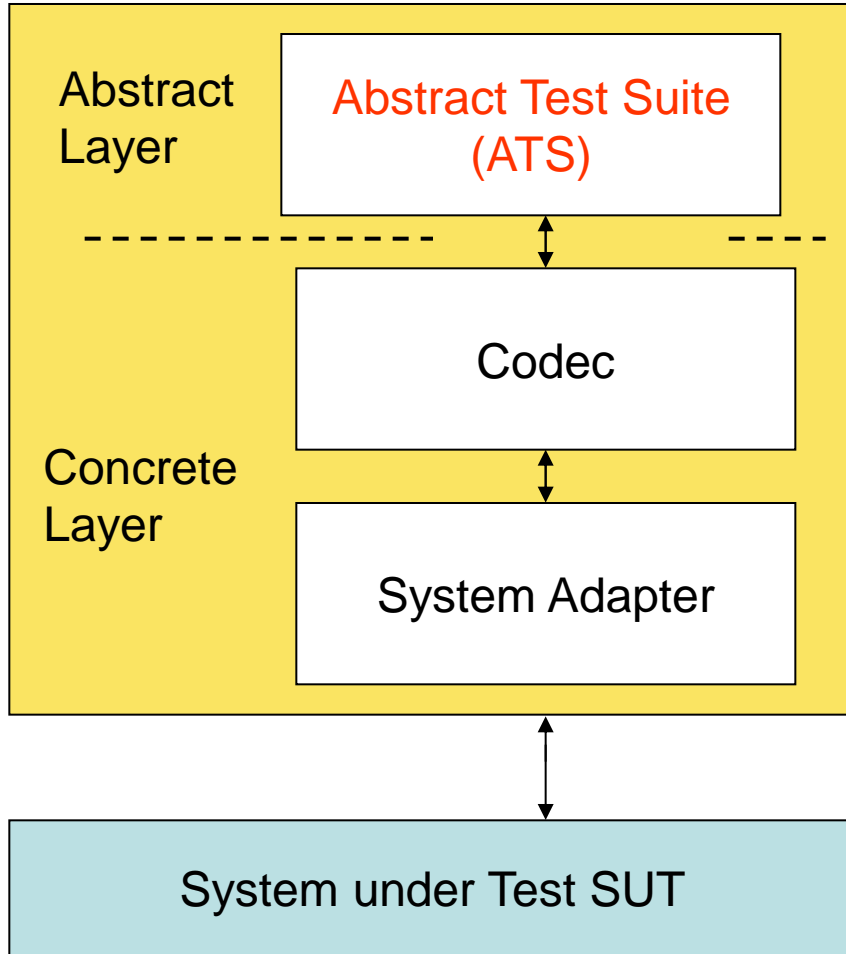 Abstract
Layer
Abstract Test Suite
(ATS)
Codec
Concrete
Layer
System Adapter
System under Test SUT